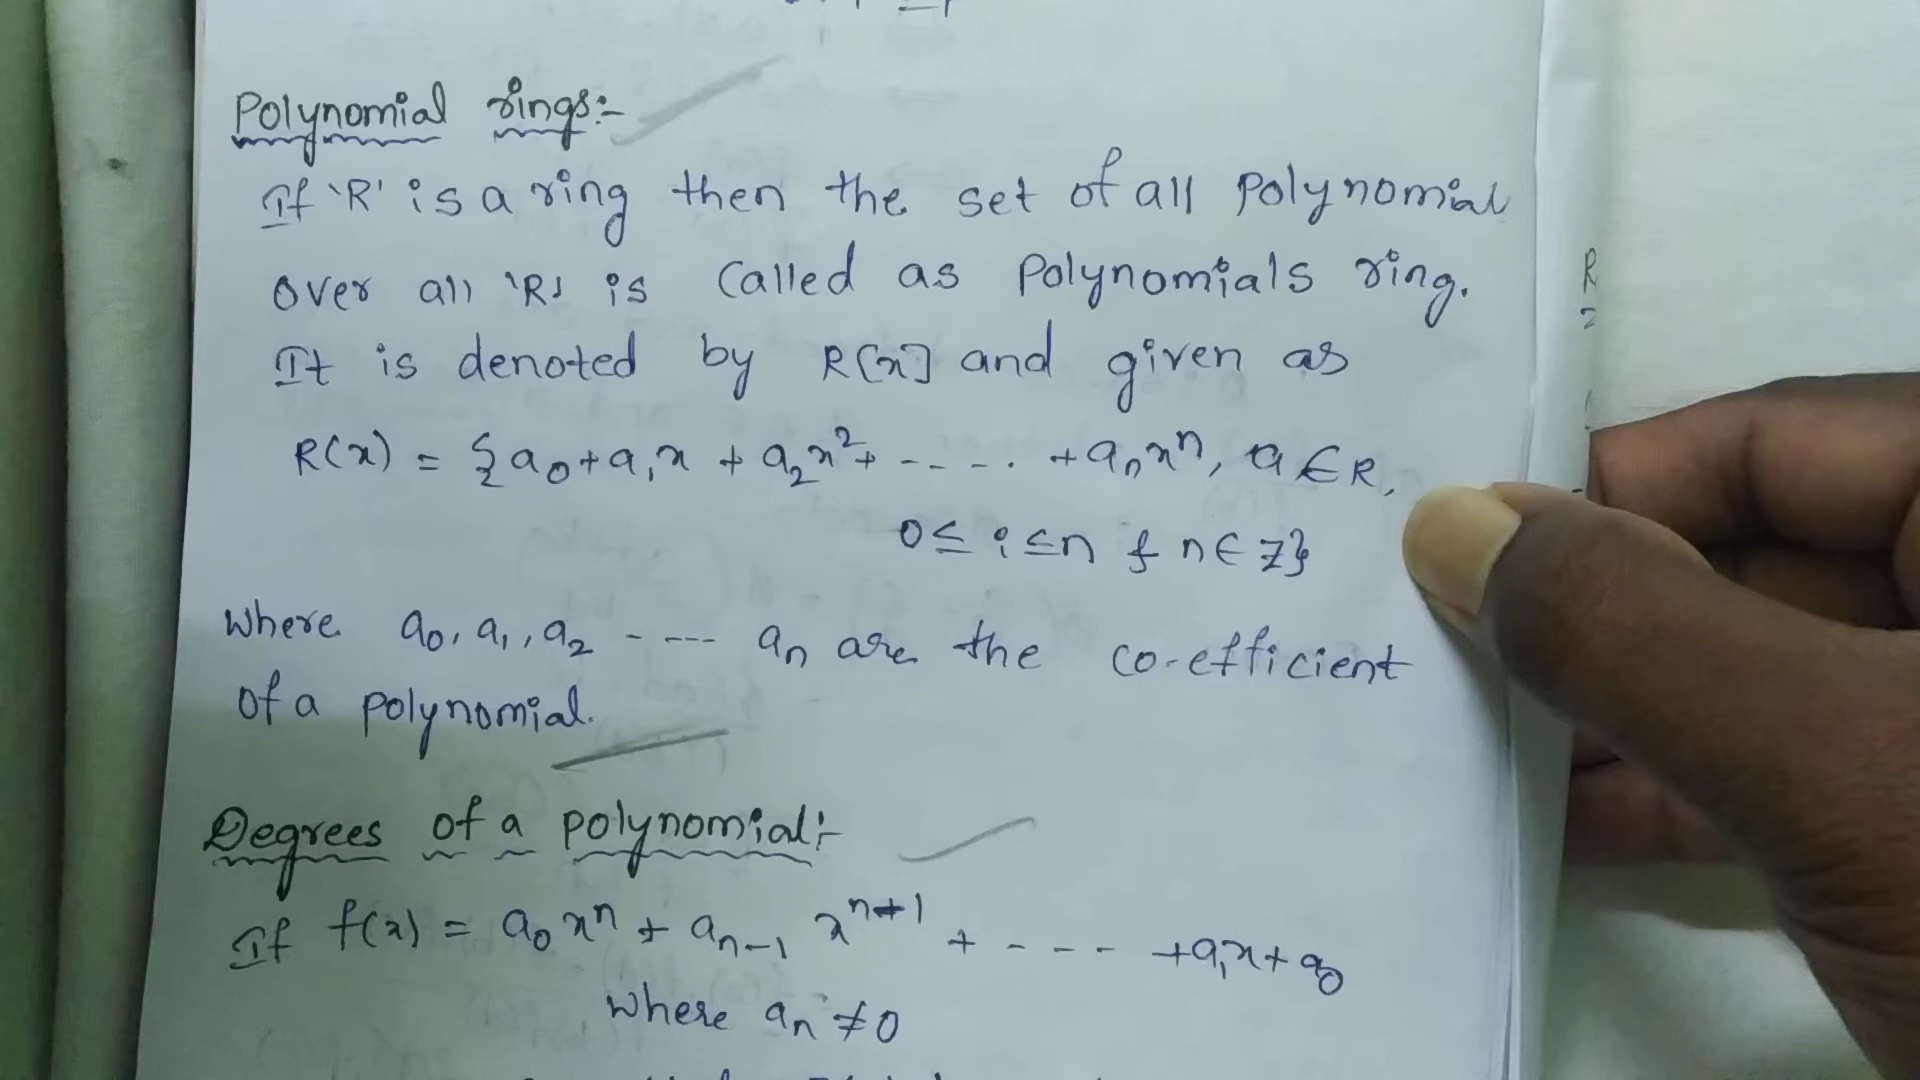 Polynomial rings:-
If 'R' is a ring then the set of all polynomial
over all 'R' is called as polynomials ring.
It is denoted by R[x] and given as
R(x) = {a₀+a₁x + a₂x²+ ----. +aₙxⁿ, a ∈ R,
0 ≤ i ≤ n & n ∈ z}
where a₀, a₁, a₂ - --- aₙ are the co-efficient
of a polynomial.
Degrees of a polynomial:-
If f(x) = a₀xⁿ + aₙ₋₁ xⁿ⁺¹ + - - - - +a₁x+a₀
where aₙ ≠ 0
R